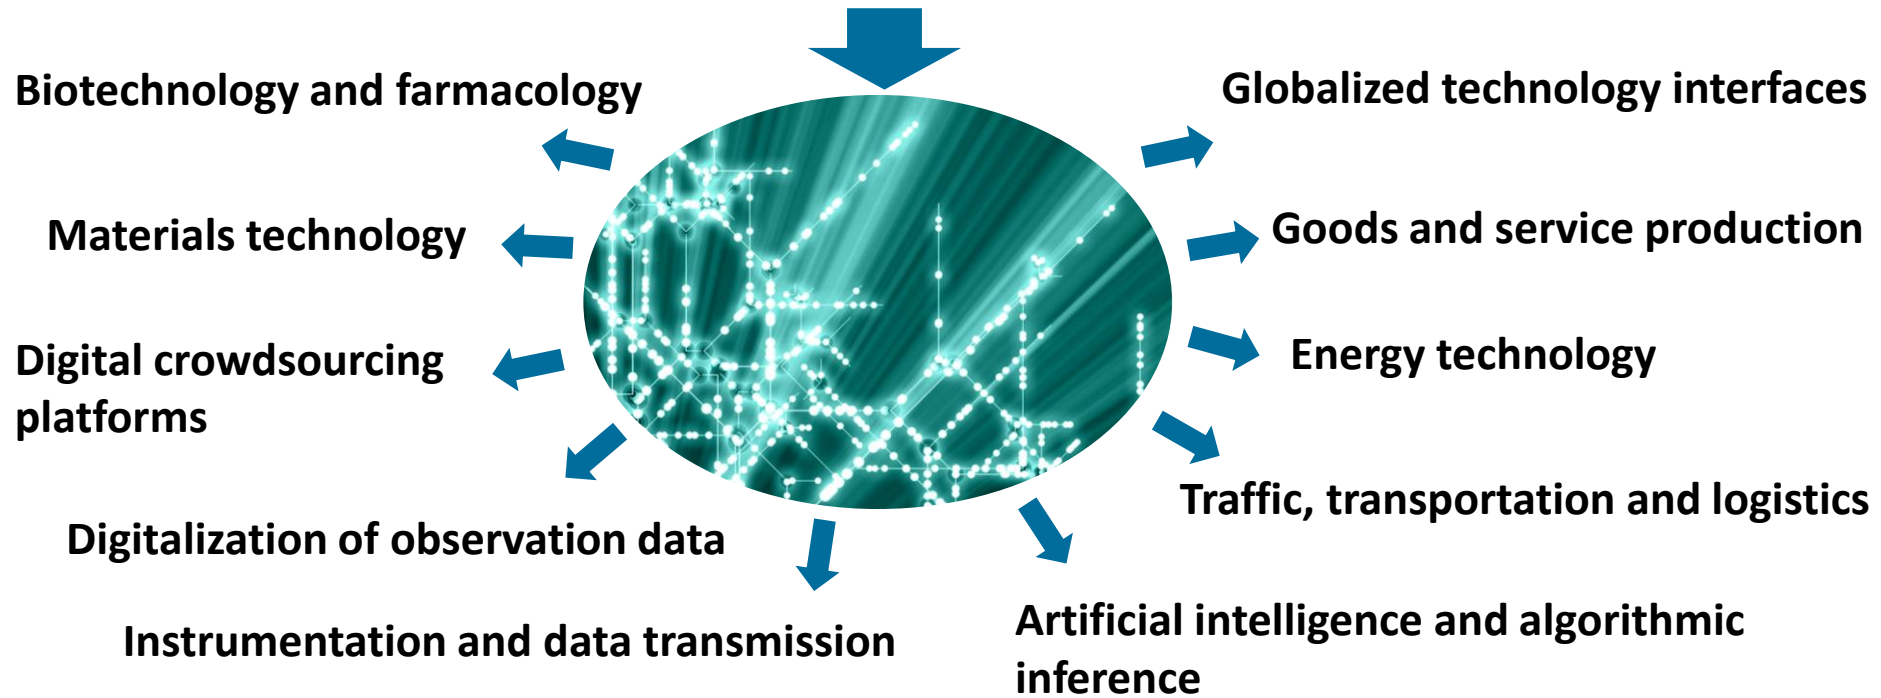 Biotechnology and farmacology
Globalized technology interfaces
Materials technology
Goods and service production
Digital crowdsourcing
platforms
Energy technology
Digitalization of observation data
Traffic, transportation and logistics
Instrumentation and data transmission
Artificial intelligence and algorithmic
inference